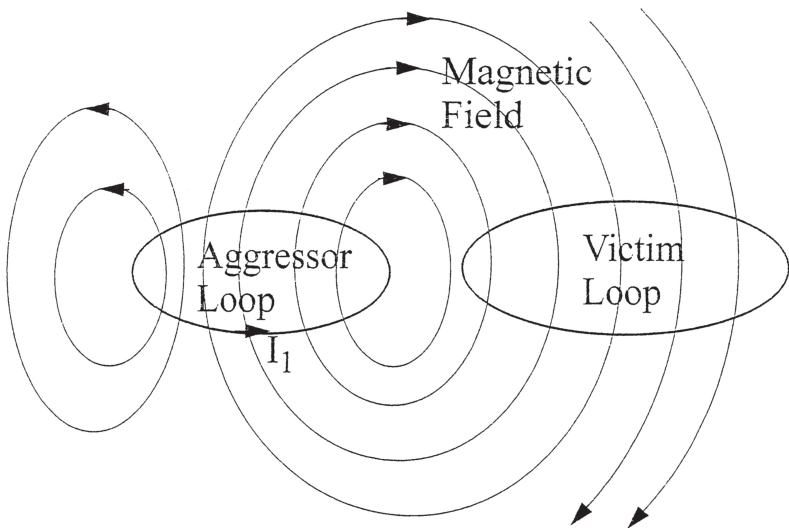 Magnetic
Field
Aggressor
Loop
Victim
Loop
I₁